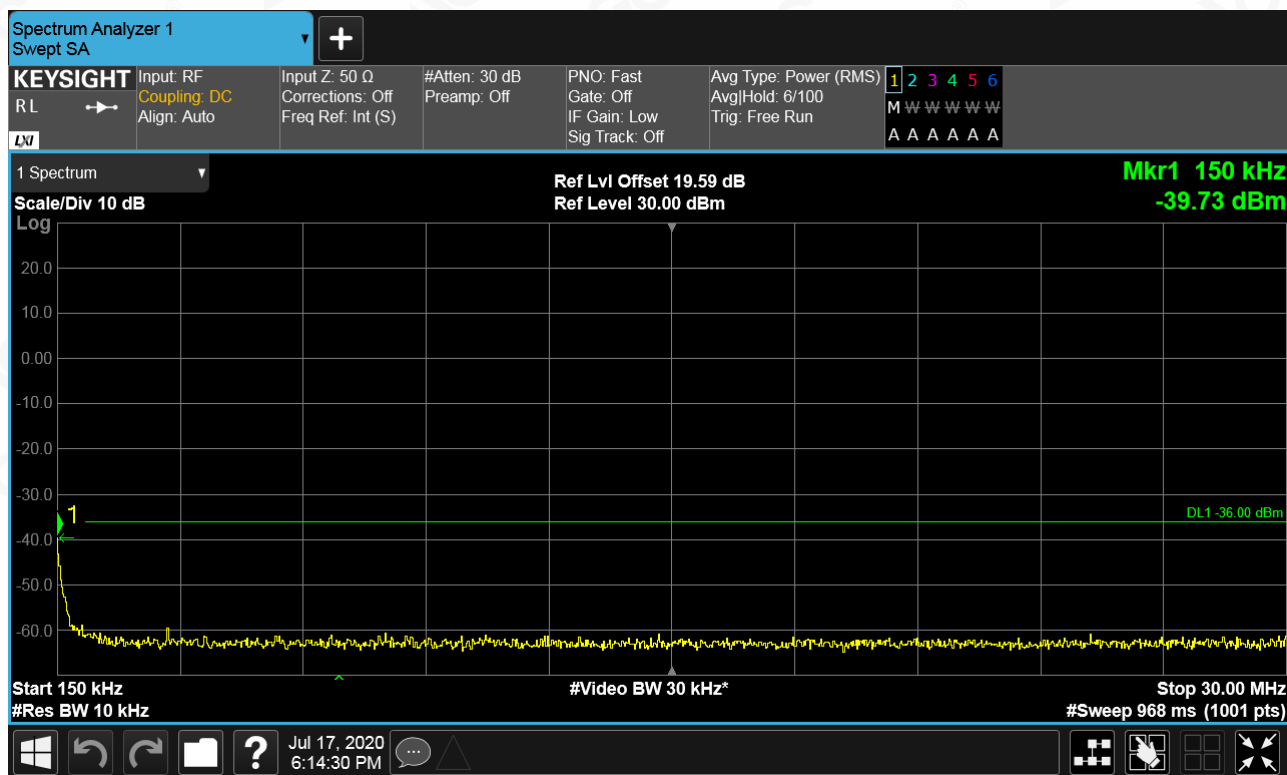 Spectrum Analyzer 1
Swept SA
KEYSIGHT
R L
LXI
Input: RF
Coupling: DC
Align: Auto
Input Z: 50 Ω
Corrections: Off
Freq Ref: Int (S)
#Atten: 30 dB
Preamp: Off
PNO: Fast
Gate: Off
IF Gain: Low
Sig Track: Off
Avg Type: Power (RMS)
Avg|Hold: 6/100
Trig: Free Run
1 2 3 4 5 6
M W W W W W
A A A A A A
1 Spectrum
Scale/Div 10 dB
Log
Ref Lvl Offset 19.59 dB
Ref Level 30.00 dBm
Mkr1 150 kHz
-39.73 dBm
20.0
10.0
0.00
-10.0
-20.0
-30.0
1
DL1 -36.00 dBm
-40.0
-50.0
-60.0
Start 150 kHz
#Res BW 10 kHz
#Video BW 30 kHz*
Stop 30.00 MHz
#Sweep 968 ms (1001 pts)
?
Jul 17, 2020
6:14:30 PM